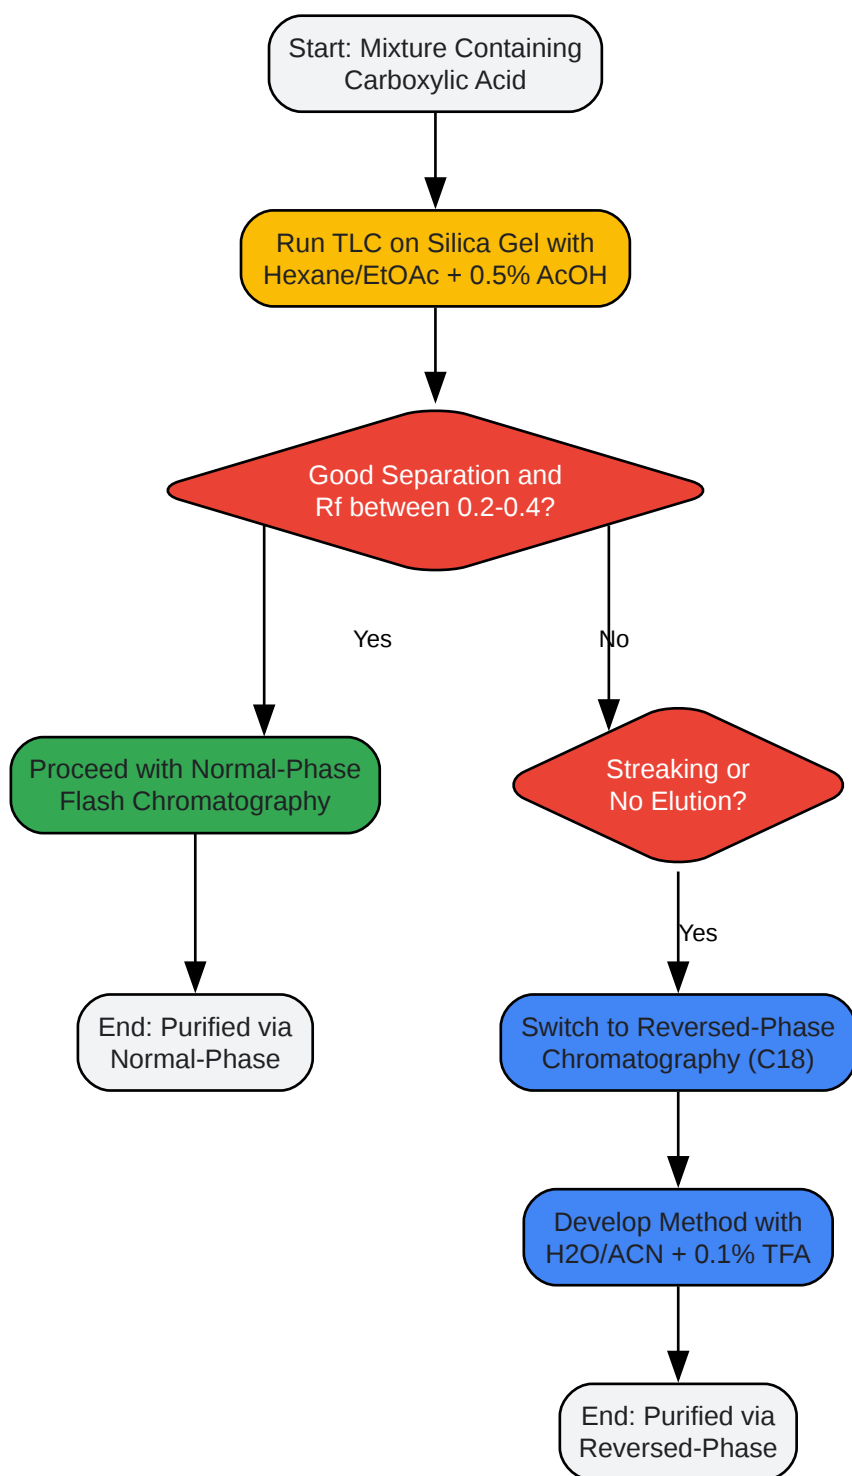 Start: Mixture Containing
Carboxylic Acid
Run TLC on Silica Gel with
Hexane/EtOAc + 0.5% AcOH
Good Separation and
Rf between 0.2-0.4?
Yes
No
Proceed with Normal-Phase
Flash Chromatography
Streaking or
No Elution?
Yes
End: Purified via
Normal-Phase
Switch to Reversed-Phase
Chromatography (C18)
Develop Method with
H2O/ACN + 0.1% TFA
End: Purified via
Reversed-Phase